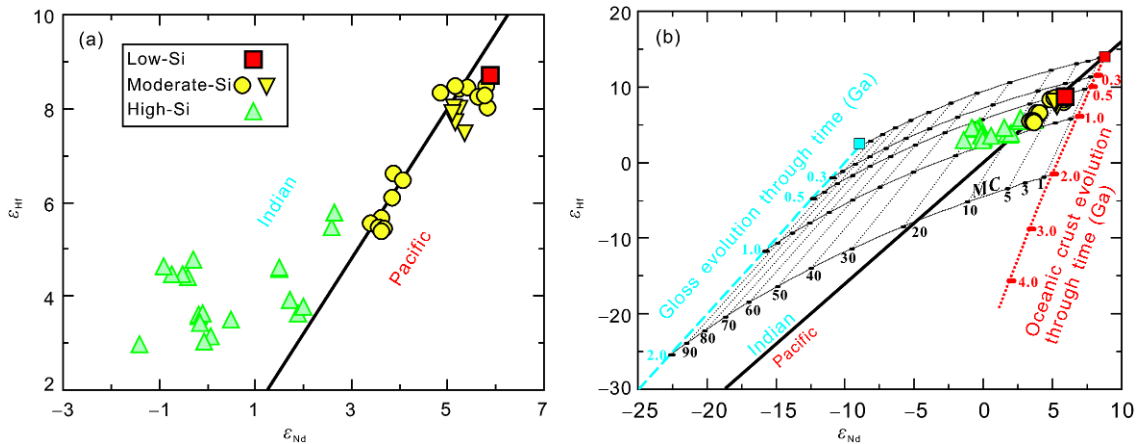 (a)
Low-Si
Moderate-Si
High-Si
Indian
Pacific
εHf
10
8
6
4
2
−3
−1
1
3
5
7
εNd
(b)
Gloss evolution through time (Ga)
Oceanic crust evolution
through time (Ga)
Indian
Pacific
MC
0.3
0.5
1.0
2.0
0.3
0.5
1.0
2.0
3.0
4.0
1
3
5
10
20
30
40
50
60
70
80
90
εHf
30
20
10
0
−10
−20
−30
−25
−20
−15
−10
−5
0
5
10
εNd